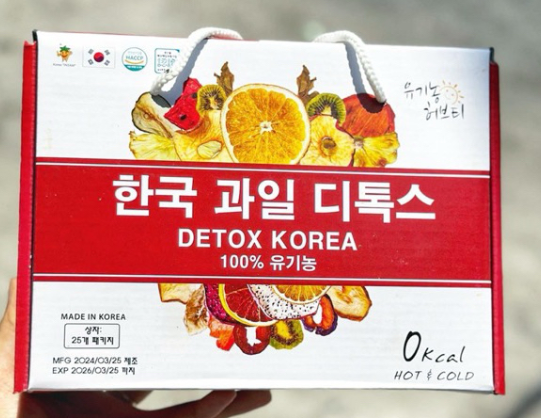 HACCP
유기농
허브티
한국 과일 디톡스
DETOX KOREA
100% 유기농
MADE IN KOREA
상자:
25개 패키지
MFG 2024/03/25 제조
EXP 2026/03/25 까지
0kcal
HOT & COLD